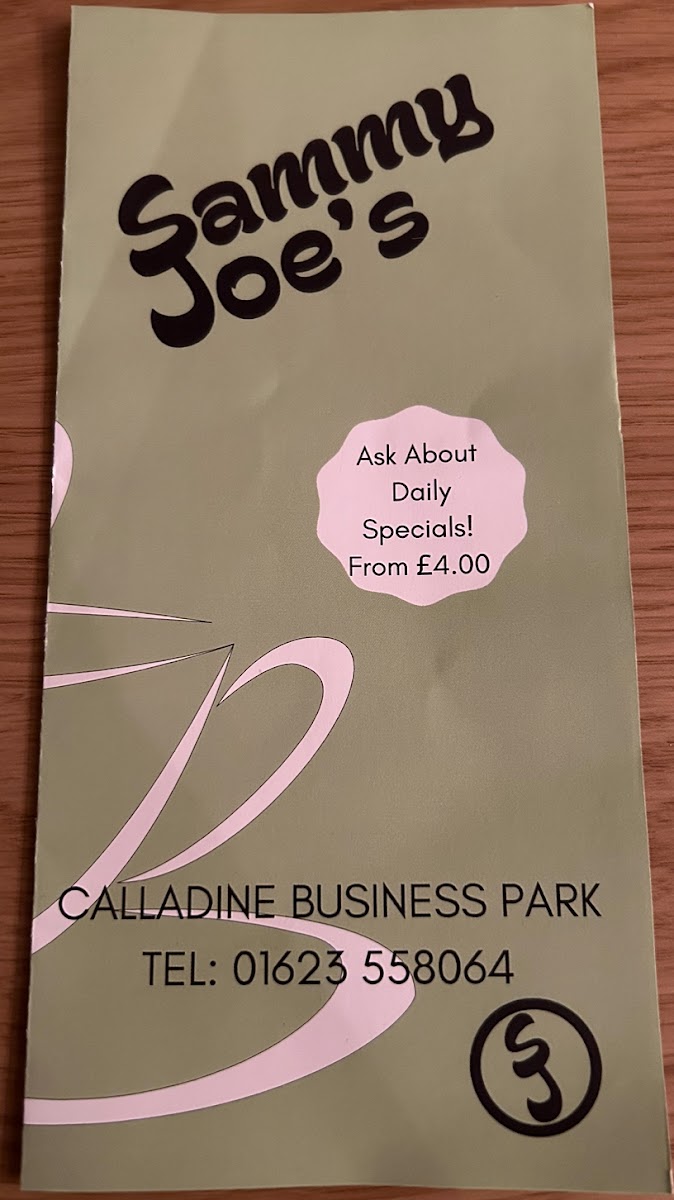 Sammy
Joe's
Ask About
Daily
Specials!
From £4.00
CALLADINE BUSINESS PARK
TEL: 01623 558064
SJ